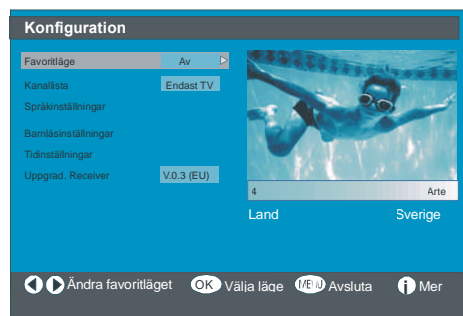 Konfiguration
Favoritläge Av
Kanallista Endast TV
Språkinställningar
Barnlåsinställningar
Tidinställningar
Uppgrad. Receiver V.0.3 (EU)
4 Arte
Land Sverige
Ändra favoritläget OK Välja läge MENU Avsluta i Mer